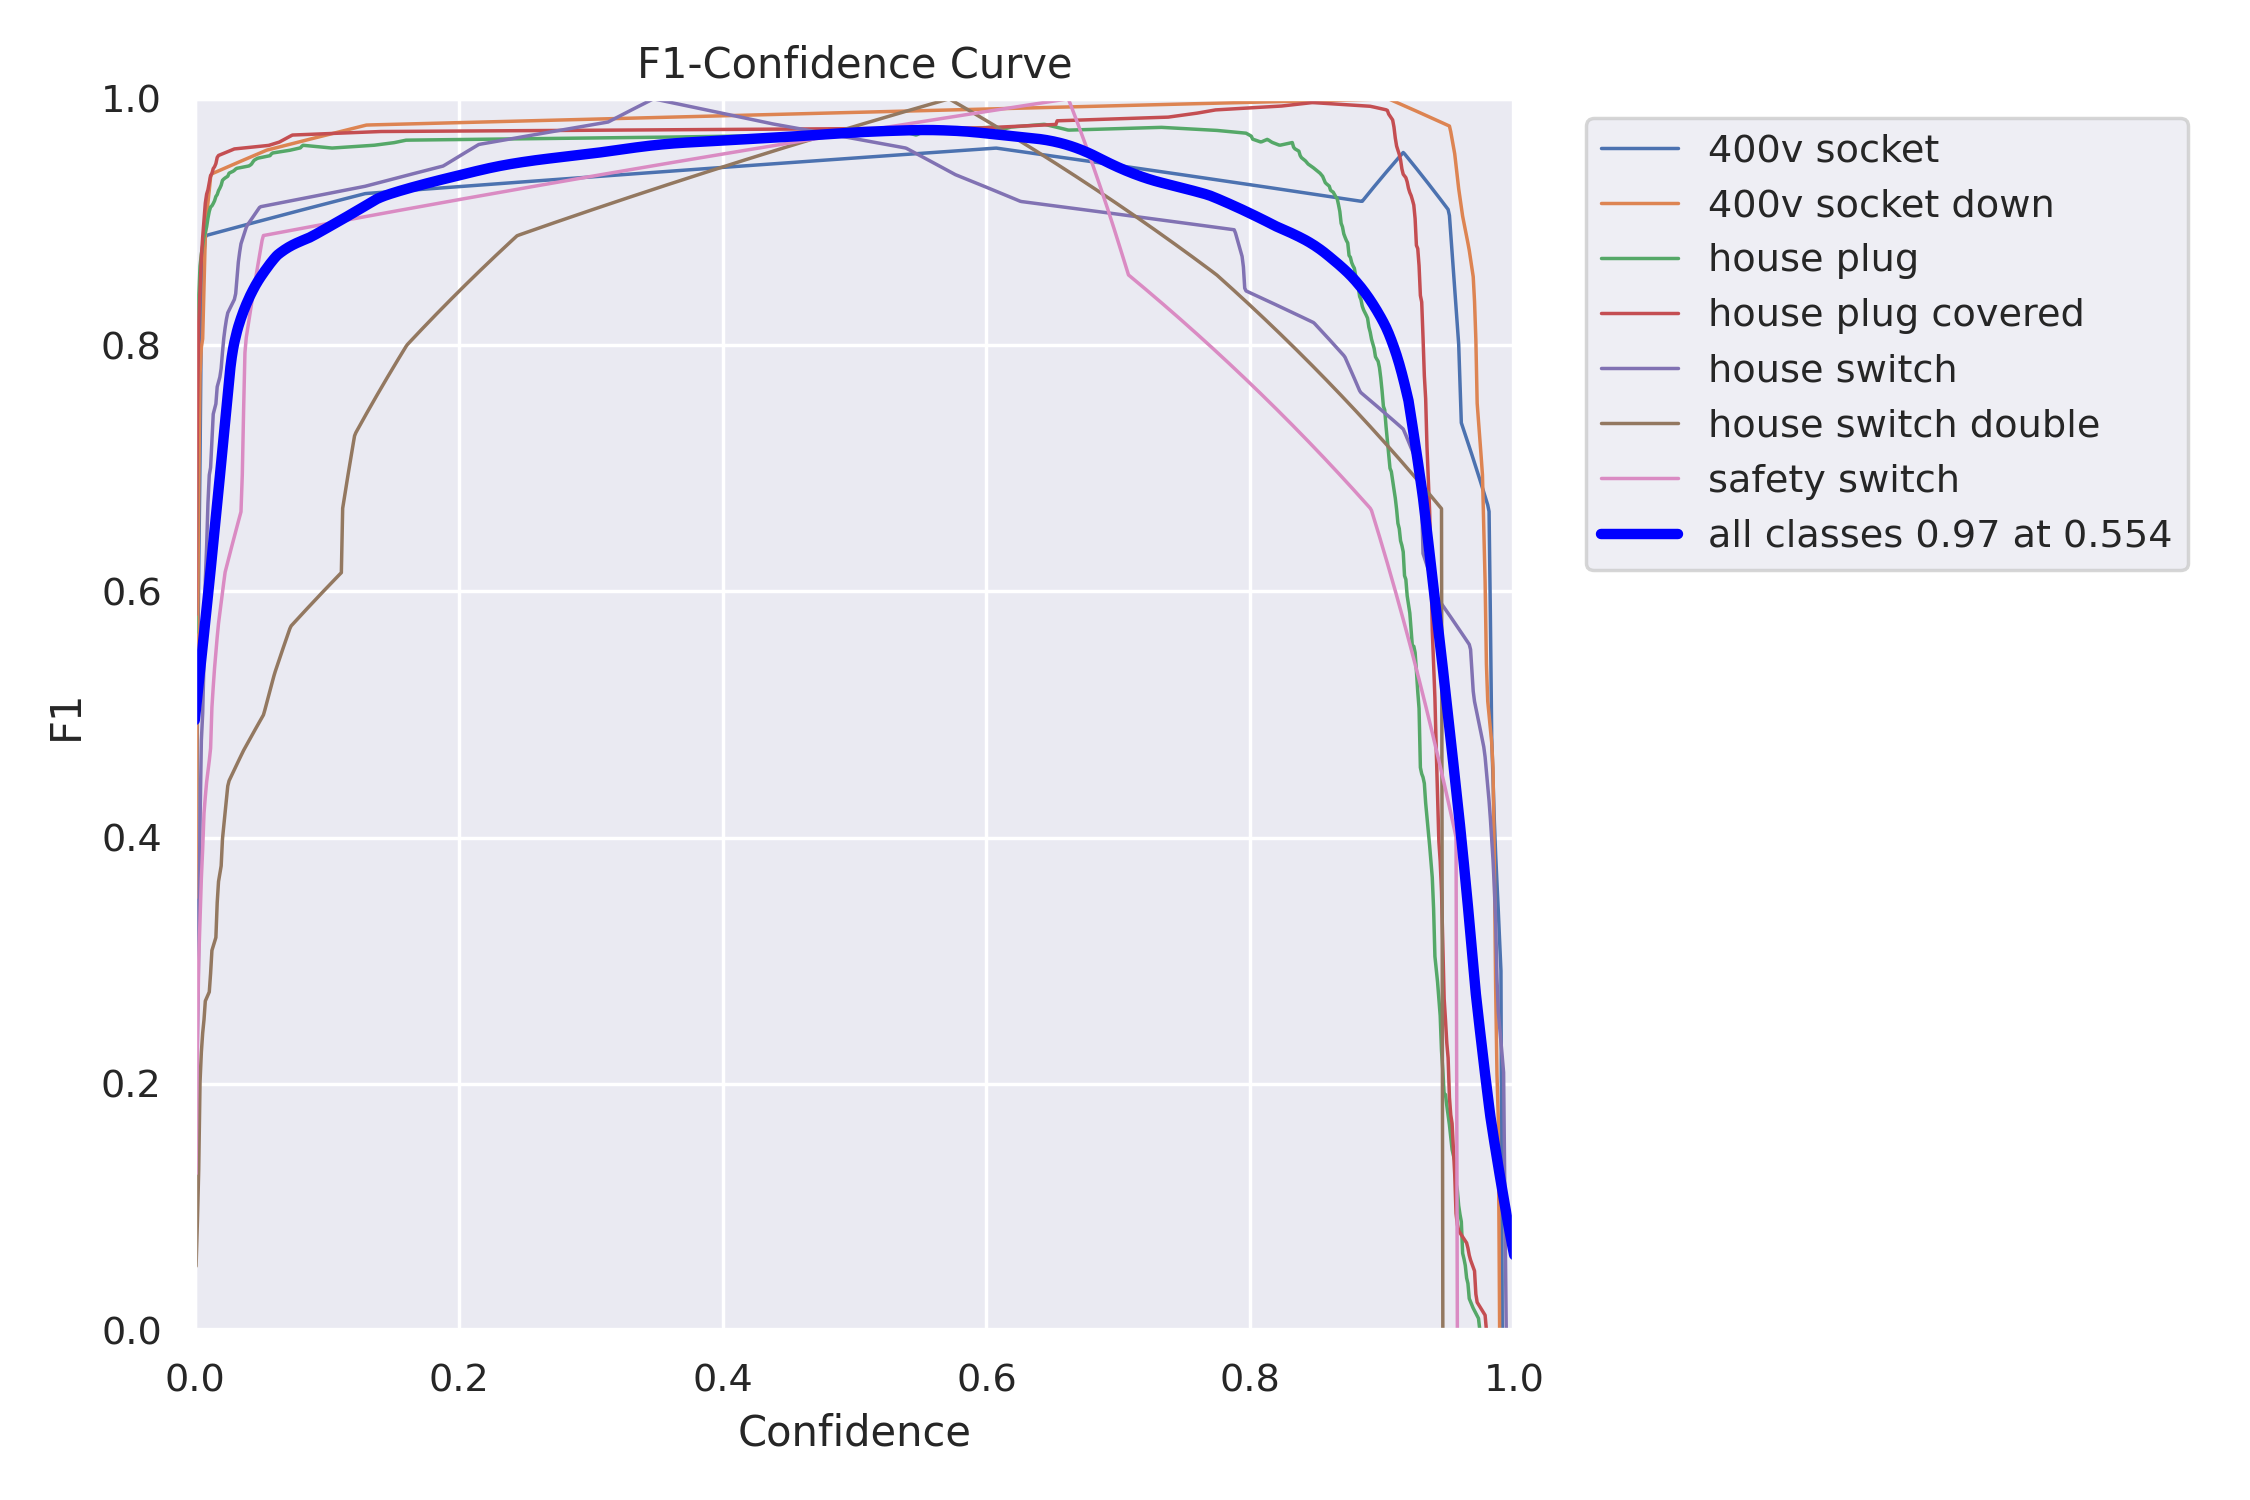 F1-Confidence Curve
1.0
0.8
0.6
0.4
0.2
0.0
F1
0.0 0.2 0.4 0.6 0.8 1.0
Confidence
400v socket
400v socket down
house plug
house plug covered
house switch
house switch double
safety switch
all classes 0.97 at 0.554